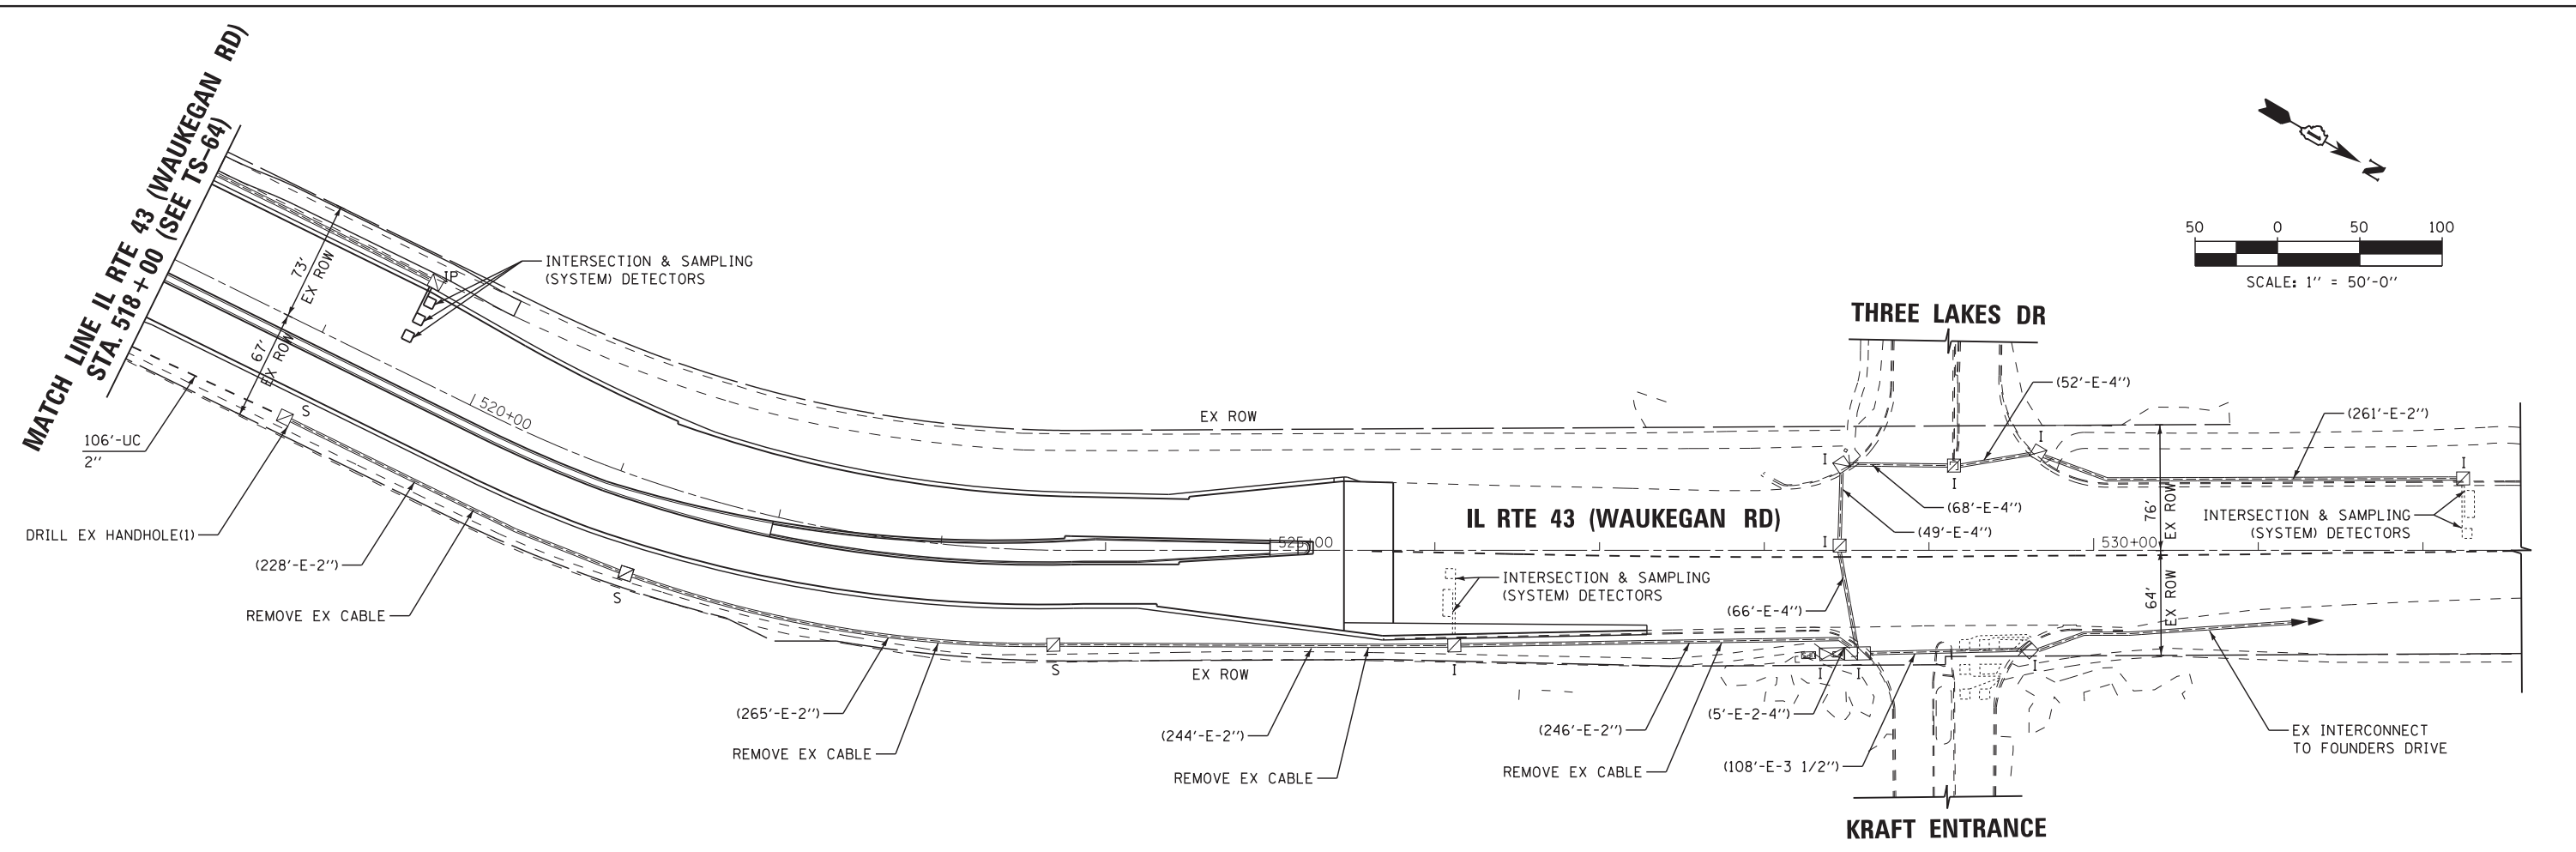 MATCH LINE IL RTE 43 (WAUKEGAN RD)
STA. 518+00 (SEE TS-64)
73'
EX ROW
67'
EX ROW
IP
INTERSECTION & SAMPLING
(SYSTEM) DETECTORS
520+00
S
106'-UC
2''
DRILL EX HANDHOLE(1)
(228'-E-2'')
REMOVE EX CABLE
S
(265'-E-2'')
REMOVE EX CABLE
S
EX ROW
525+00
EX ROW
(244'-E-2'')
REMOVE EX CABLE
I
INTERSECTION & SAMPLING
(SYSTEM) DETECTORS
IL RTE 43 (WAUKEGAN RD)
(246'-E-2'')
REMOVE EX CABLE
(5'-E-2-4'')
(108'-E-3 1/2'')
I
I
I
(66'-E-4'')
I
(49'-E-4'')
I
(68'-E-4'')
I
(52'-E-4'')
I
THREE LAKES DR
KRAFT ENTRANCE
530+00
76'
EX ROW
64'
EX ROW
(261'-E-2'')
I
INTERSECTION & SAMPLING
(SYSTEM) DETECTORS
EX INTERCONNECT
TO FOUNDERS DRIVE
N
50 0 50 100
SCALE: 1'' = 50'-0''